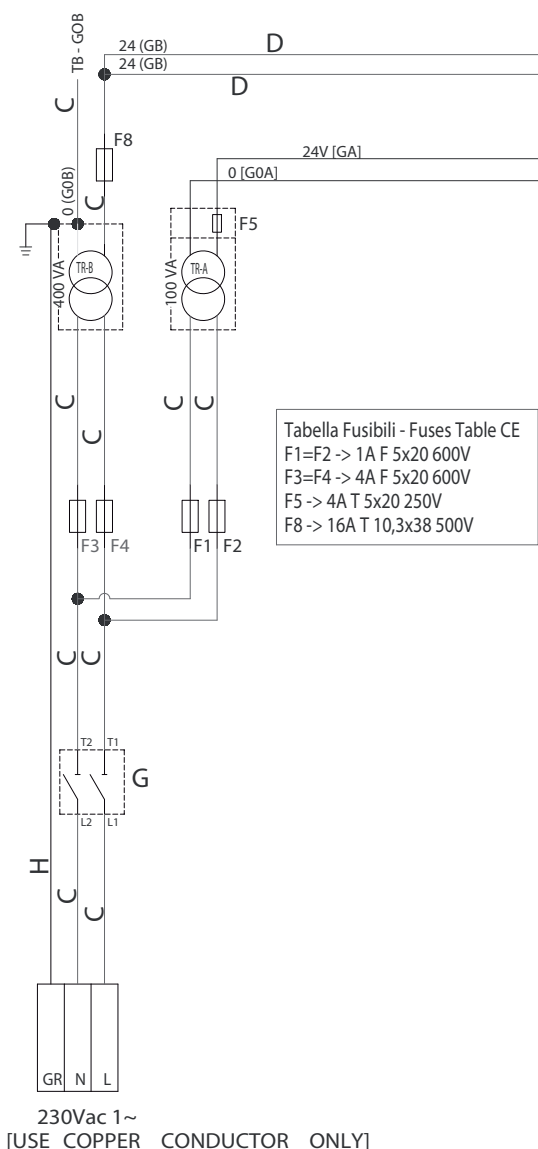 TB - GOB
24 (GB)
D
24 (GB)
D
C
F8
24V [GA]
0 [G0A]
0 (G0B)
C
F5
400 VA
TR-B
100 VA
TR-A
C
C
C
C
Tabella Fusibili - Fuses Table CE
F1=F2 -> 1A F 5x20 600V
F3=F4 -> 4A F 5x20 600V
F5 -> 4A T 5x20 250V
F8 -> 16A T 10,3x38 500V
F3 F4
F1 F2
C C
T2 T1
G
L2 L1
H
C
C
GR N L
230Vac 1~
[USE COPPER CONDUCTOR ONLY]